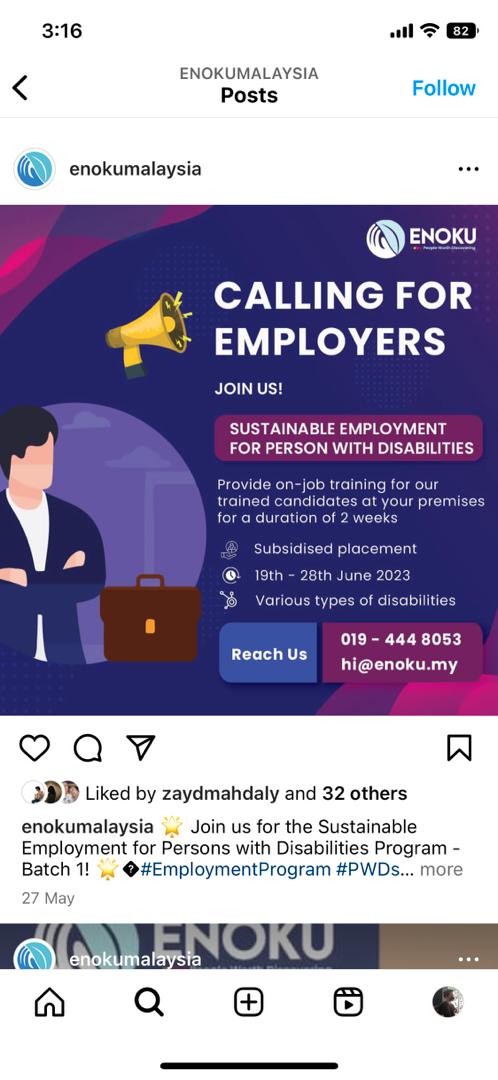 3:16
82
ENOKUMALAYSIA
Posts
Follow
enokumalaysia
ENOKU
People Worth Discovering
CALLING FOR
EMPLOYERS
JOIN US!
SUSTAINABLE EMPLOYMENT
FOR PERSON WITH DISABILITIES
Provide on-job training for our
trained candidates at your premises
for a duration of 2 weeks
Subsidised placement
19th - 28th June 2023
Various types of disabilities
Reach Us
019 - 444 8053
hi@enoku.my
Liked by zaydmahdaly and 32 others
enokumalaysia 🌟 Join us for the Sustainable
Employment for Persons with Disabilities Program -
Batch 1! 🌟 �#EmploymentProgram #PWDs... more
27 May
ENOKU
enokumalaysia
People Worth Discovering